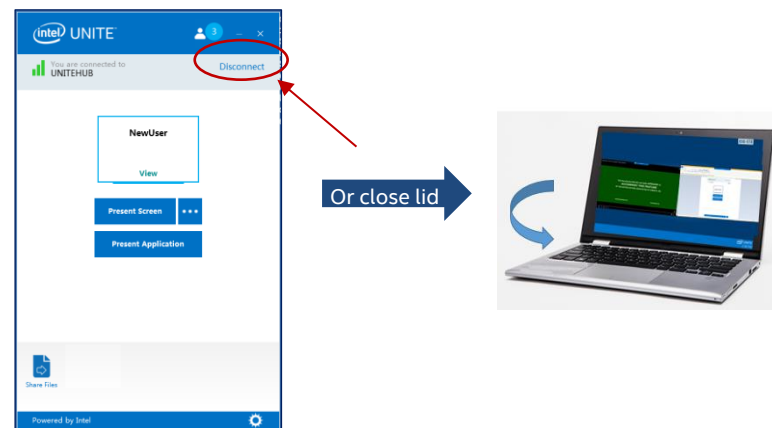 intel UNITE
3
You are connected to
UNITEHUB
Disconnect
NewUser
View
Present Screen
Present Application
Or close lid
Share Files
Powered by Intel